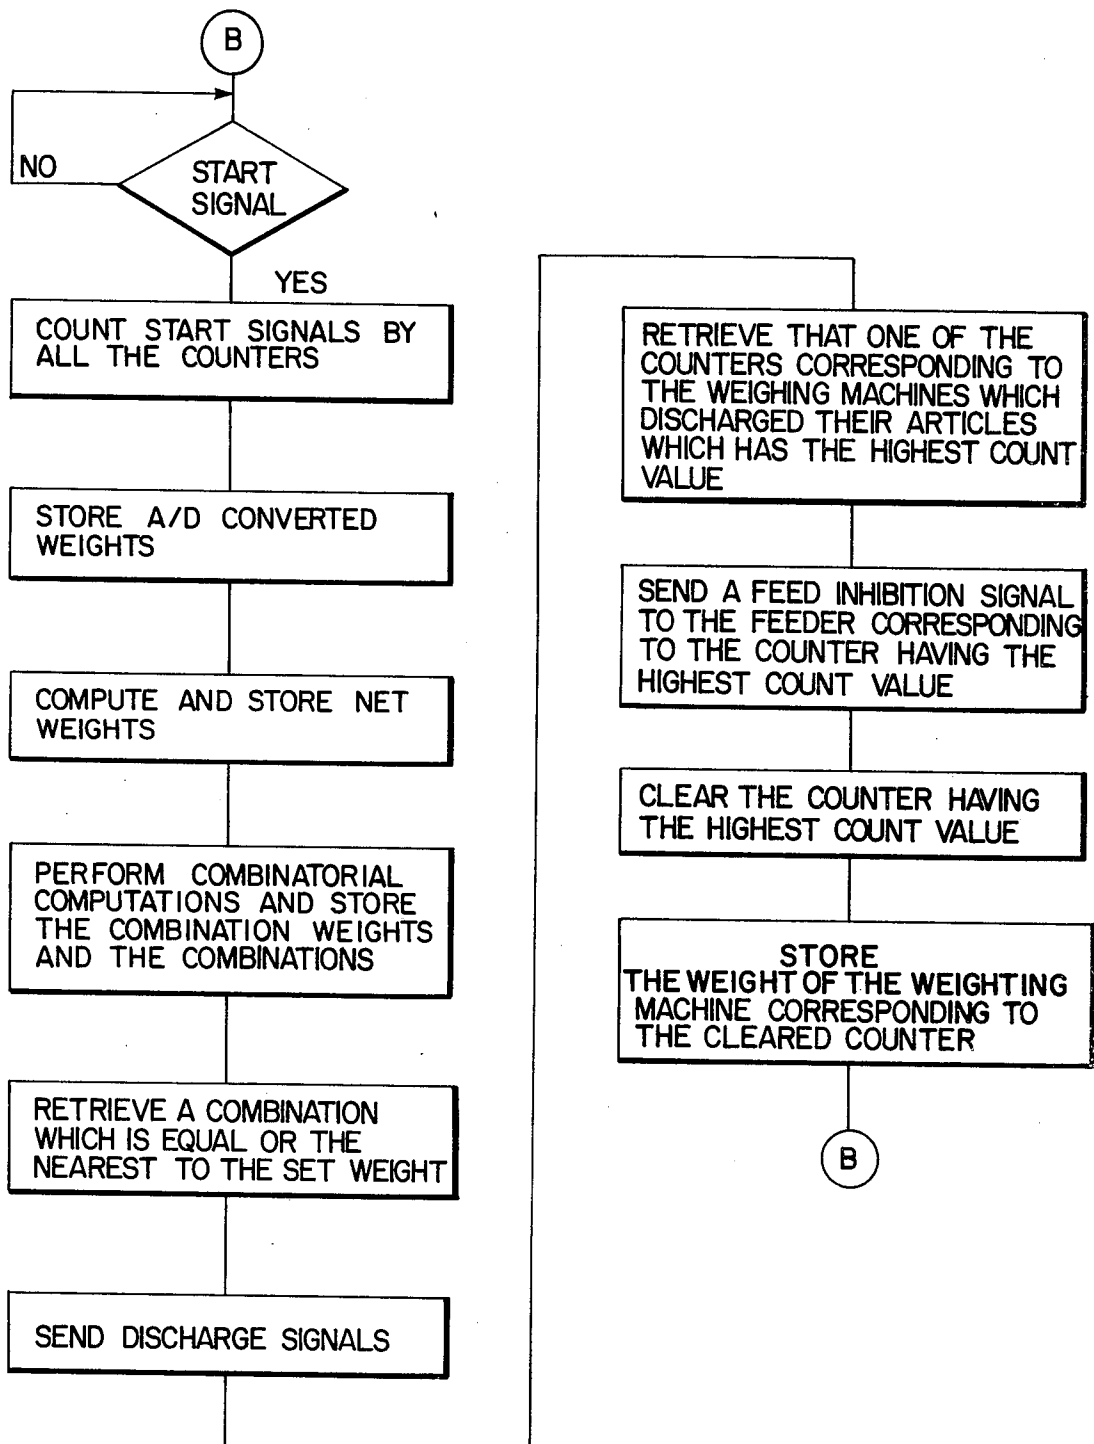 B
NO
START
SIGNAL
YES
COUNT START SIGNALS BY
ALL THE COUNTERS
STORE A/D CONVERTED
WEIGHTS
COMPUTE AND STORE NET
WEIGHTS
PERFORM COMBINATORIAL
COMPUTATIONS AND STORE
THE COMBINATION WEIGHTS
AND THE COMBINATIONS
RETRIEVE A COMBINATION
WHICH IS EQUAL OR THE
NEAREST TO THE SET WEIGHT
SEND DISCHARGE SIGNALS
RETRIEVE THAT ONE OF THE
COUNTERS CORRESPONDING TO
THE WEIGHING MACHINES WHICH
DISCHARGED THEIR ARTICLES
WHICH HAS THE HIGHEST COUNT
VALUE
SEND A FEED INHIBITION SIGNAL
TO THE FEEDER CORRESPONDING
TO THE COUNTER HAVING THE
HIGHEST COUNT VALUE
CLEAR THE COUNTER HAVING
THE HIGHEST COUNT VALUE
STORE
THE WEIGHT OF THE WEIGHTING
MACHINE CORRESPONDING TO
THE CLEARED COUNTER
B